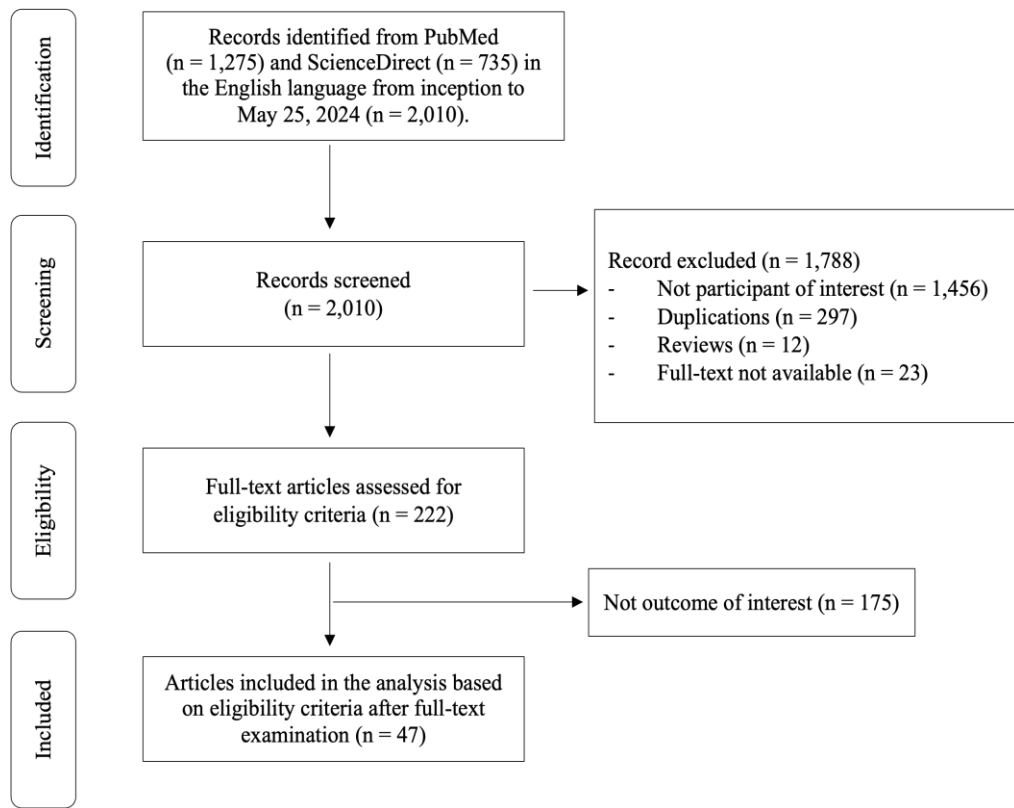 Identification
Records identified from PubMed
(n = 1,275) and ScienceDirect (n = 735) in
the English language from inception to
May 25, 2024 (n = 2,010).
Screening
Records screened
(n = 2,010)
Record excluded (n = 1,788)
- Not participant of interest (n = 1,456)
- Duplications (n = 297)
- Reviews (n = 12)
- Full-text not available (n = 23)
Eligibility
Full-text articles assessed for
eligibility criteria (n = 222)
Not outcome of interest (n = 175)
Included
Articles included in the analysis based
on eligibility criteria after full-text
examination (n = 47)